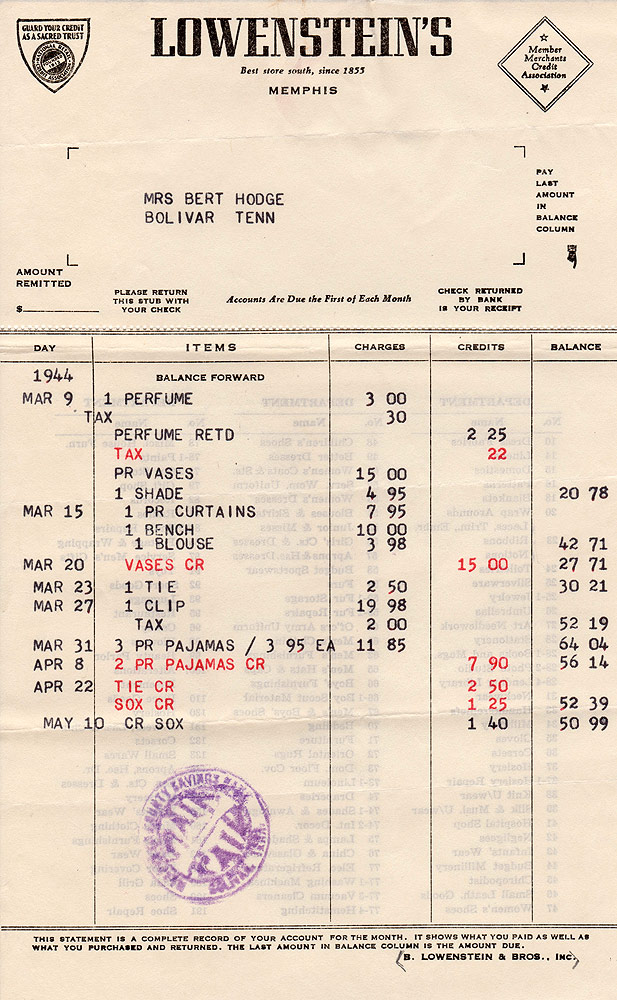 GUARD YOUR CREDIT
AS A SACRED TRUST
LOWENSTEIN'S
Best store south, since 1855
MEMPHIS
Member
Merchants
Credit
Association
MRS BERT HODGE
BOLIVAR TENN
PAY
LAST
AMOUNT
IN
BALANCE
COLUMN
AMOUNT
REMITTED
$
PLEASE RETURN
THIS STUB WITH
YOUR CHECK
Accounts Are Due the First of Each Month
CHECK RETURNED
BY BANK
IS YOUR RECEIPT
DAY ITEMS CHARGES CREDITS BALANCE
1944 BALANCE FORWARD
MAR 9 1 PERFUME 3 00
TAX 30
PERFUME RETD 2 25
TAX 22
PR VASES 15 00
1 SHADE 4 95 20 78
MAR 15 1 PR CURTAINS 7 95
1 BENCH 10 00
1 BLOUSE 3 98 42 71
MAR 20 VASES CR 15 00 27 71
MAR 23 1 TIE 2 50 30 21
MAR 27 1 CLIP 19 98
TAX 2 00 52 19
MAR 31 3 PR PAJAMAS / 3 95 EA 11 85 64 04
APR 8 2 PR PAJAMAS CR 7 90 56 14
APR 22 TIE CR 2 50
SOX CR 1 25 52 39
MAY 10 CR SOX 1 40 50 99
COUNTY SAVINGS BANK
PAID
THIS STATEMENT IS A COMPLETE RECORD OF YOUR ACCOUNT FOR THE MONTH. IT SHOWS WHAT YOU PAID AS WELL AS
WHAT YOU PURCHASED AND RETURNED. THE LAST AMOUNT IN BALANCE COLUMN IS THE AMOUNT DUE.
(B. LOWENSTEIN & BROS., INC.)